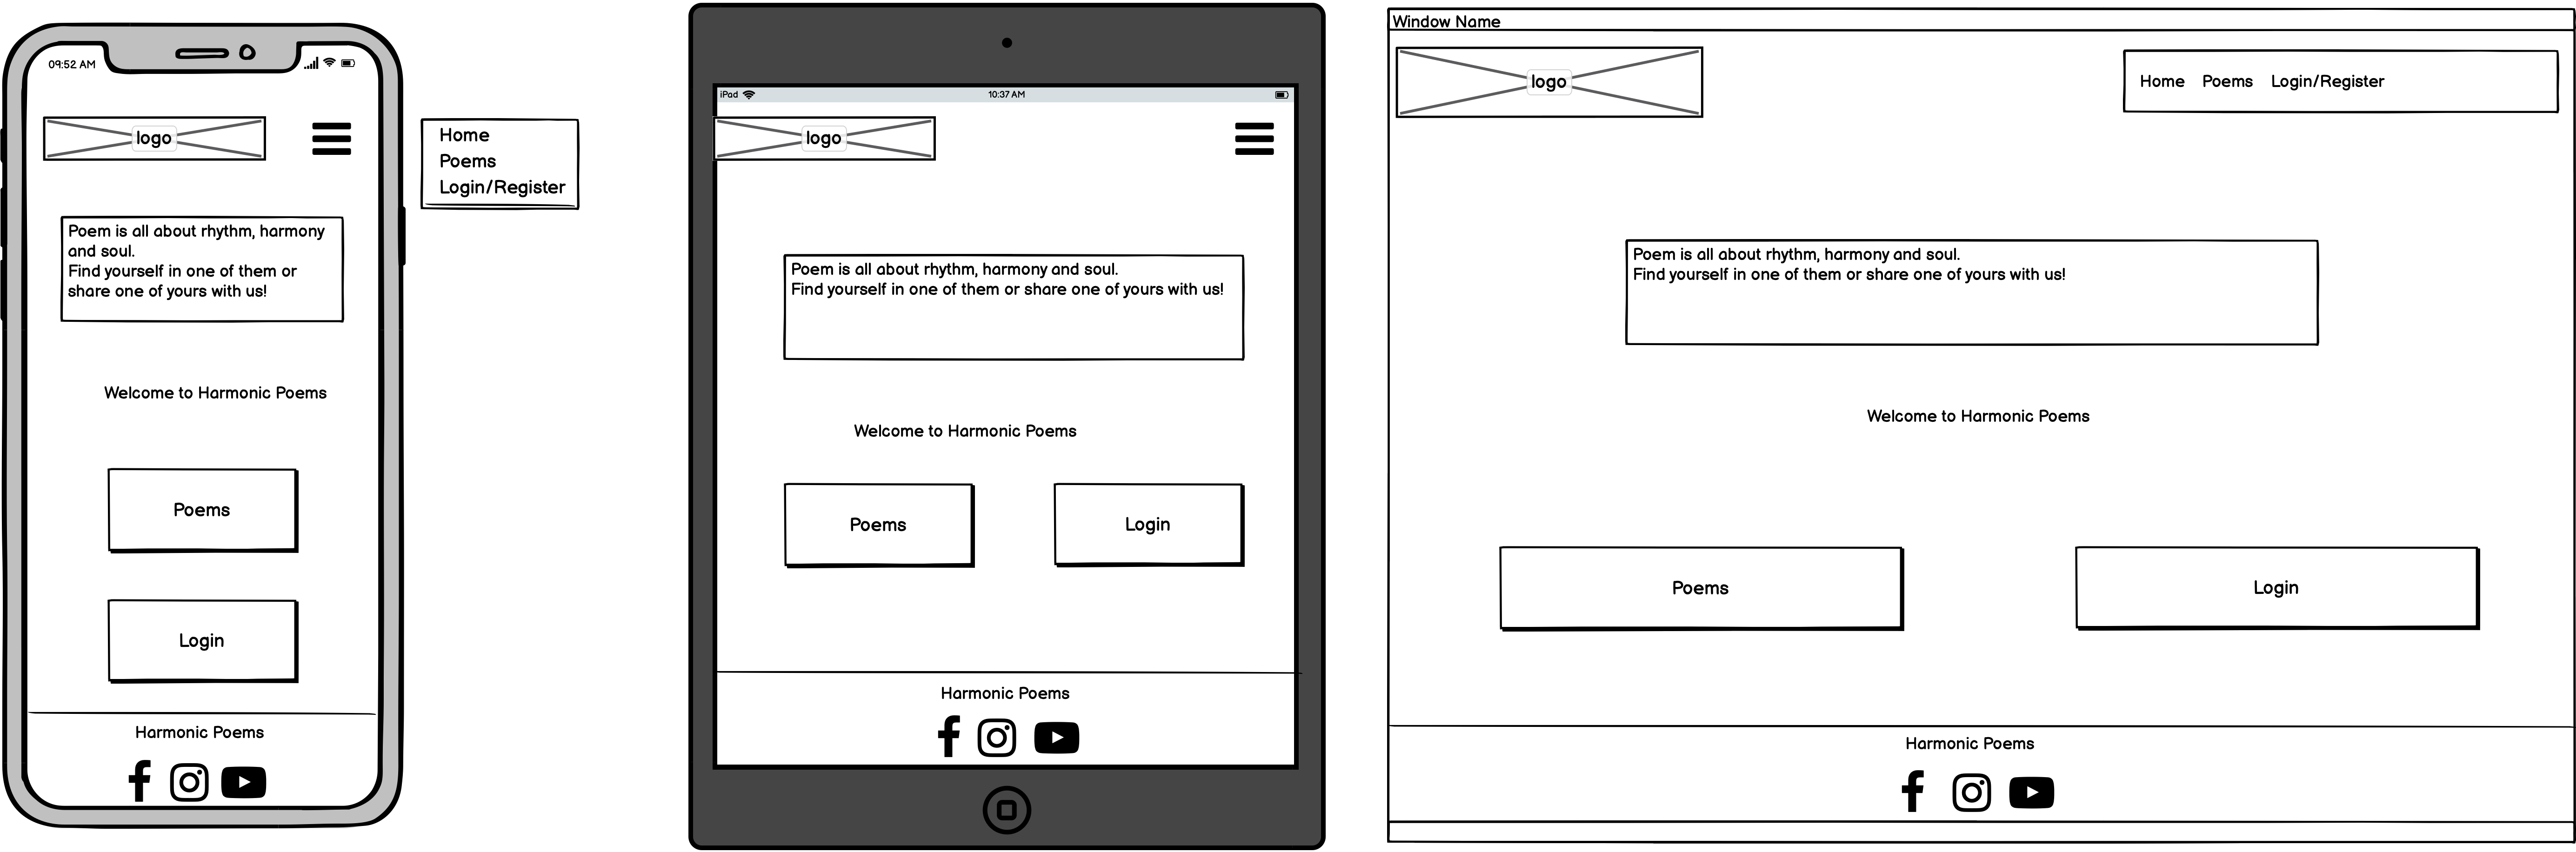 09:52 AM
logo
Home
Poems
Login/Register
Poem is all about rhythm, harmony
and soul.
Find yourself in one of them or
share one of yours with us!
Welcome to Harmonic Poems
Poems
Login
Harmonic Poems
iPad
10:37 AM
logo
Poem is all about rhythm, harmony and soul.
Find yourself in one of them or share one of yours with us!
Welcome to Harmonic Poems
Poems
Login
Harmonic Poems
Window Name
logo
Home Poems Login/Register
Poem is all about rhythm, harmony and soul.
Find yourself in one of them or share one of yours with us!
Welcome to Harmonic Poems
Poems
Login
Harmonic Poems